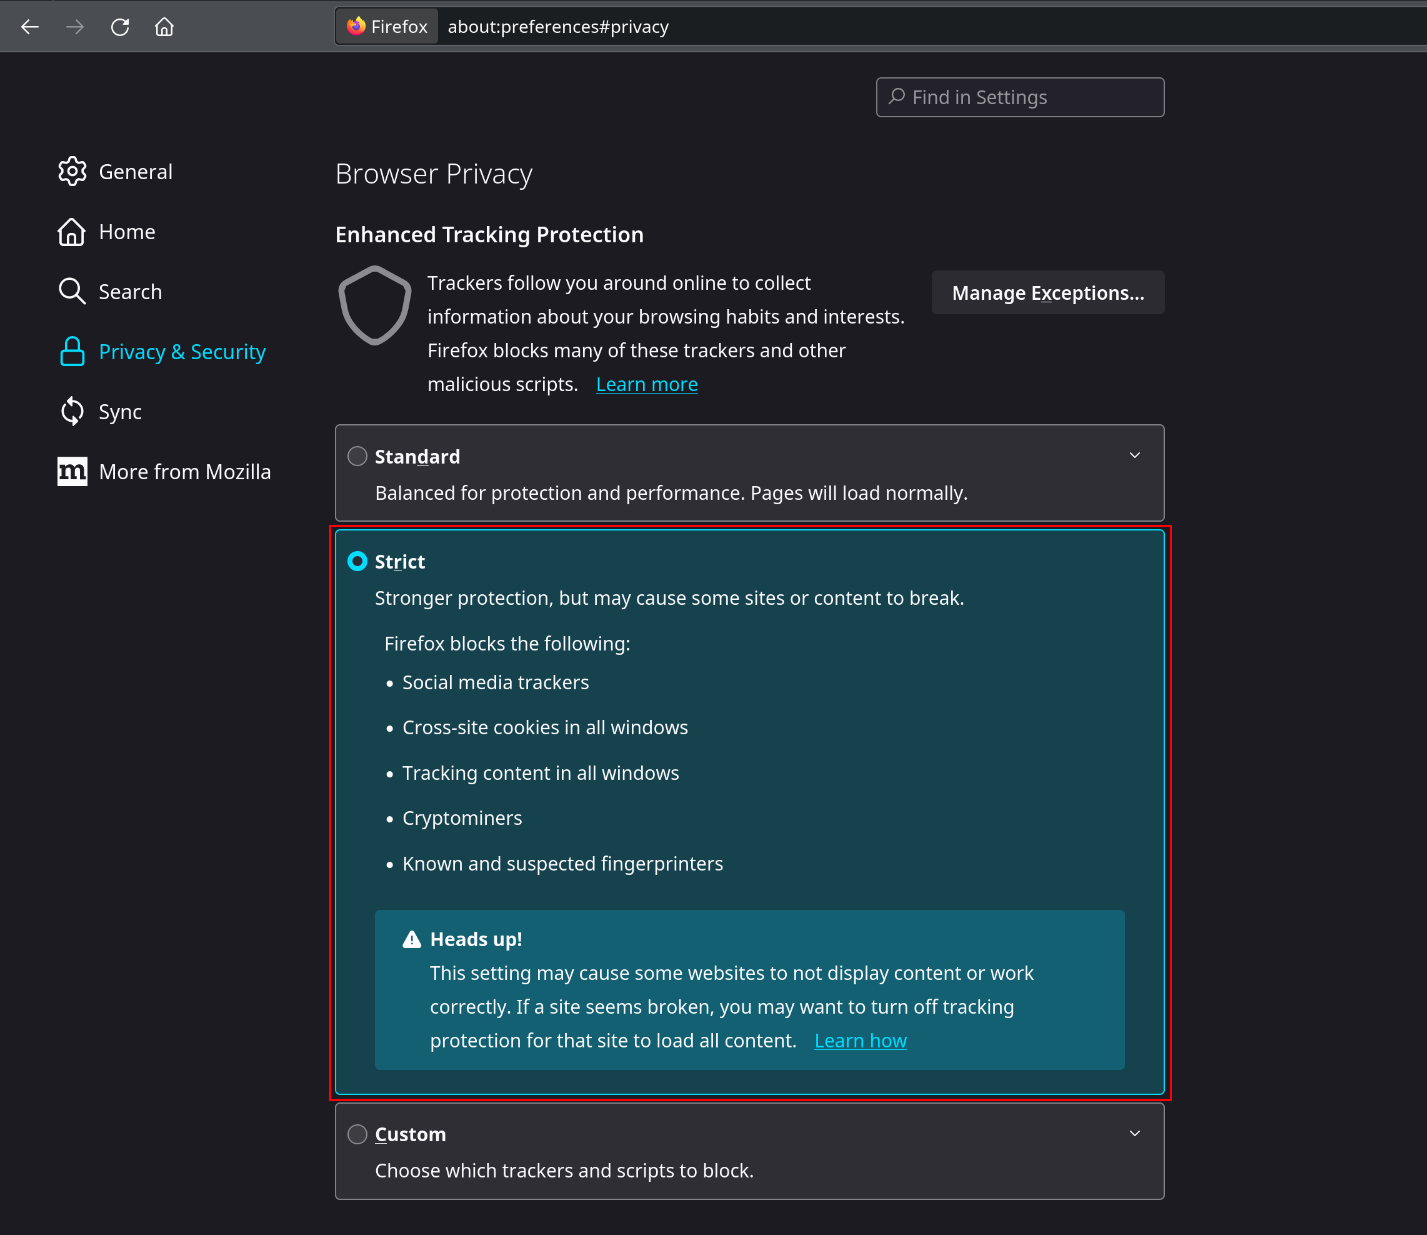 Firefox about:preferences#privacy
Find in Settings
General
Home
Search
Privacy & Security
Sync
m More from Mozilla
Browser Privacy
Enhanced Tracking Protection
Trackers follow you around online to collect
information about your browsing habits and interests.
Firefox blocks many of these trackers and other
malicious scripts. Learn more
Manage Exceptions...
Standard
Balanced for protection and performance. Pages will load normally.
Strict
Stronger protection, but may cause some sites or content to break.
Firefox blocks the following:
• Social media trackers
• Cross-site cookies in all windows
• Tracking content in all windows
• Cryptominers
• Known and suspected fingerprinters
Heads up!
This setting may cause some websites to not display content or work
correctly. If a site seems broken, you may want to turn off tracking
protection for that site to load all content. Learn how
Custom
Choose which trackers and scripts to block.